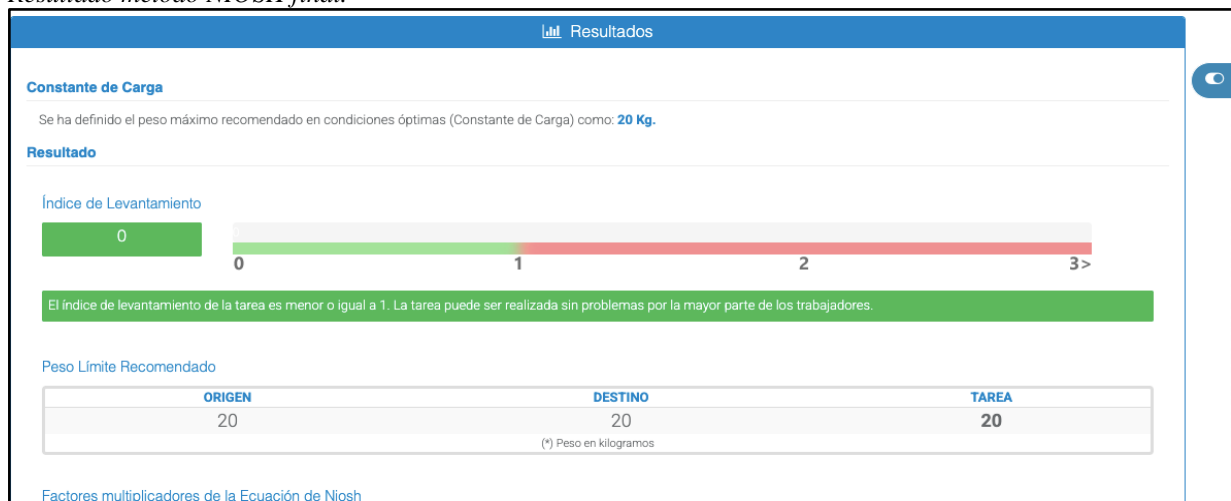 Resultado método NIOSH final.
Resultados
Constante de Carga
Se ha definido el peso máximo recomendado en condiciones óptimas (Constante de Carga) como: 20 Kg.
Resultado
Índice de Levantamiento
0
0 1 2 3>
El índice de levantamiento de la tarea es menor o igual a 1. La tarea puede ser realizada sin problemas por la mayor parte de los trabajadores.
Peso Límite Recomendado
ORIGEN DESTINO TAREA
20 20 20
(*) Peso en kilogramos
Factores multiplicadores de la Ecuación de Niosh